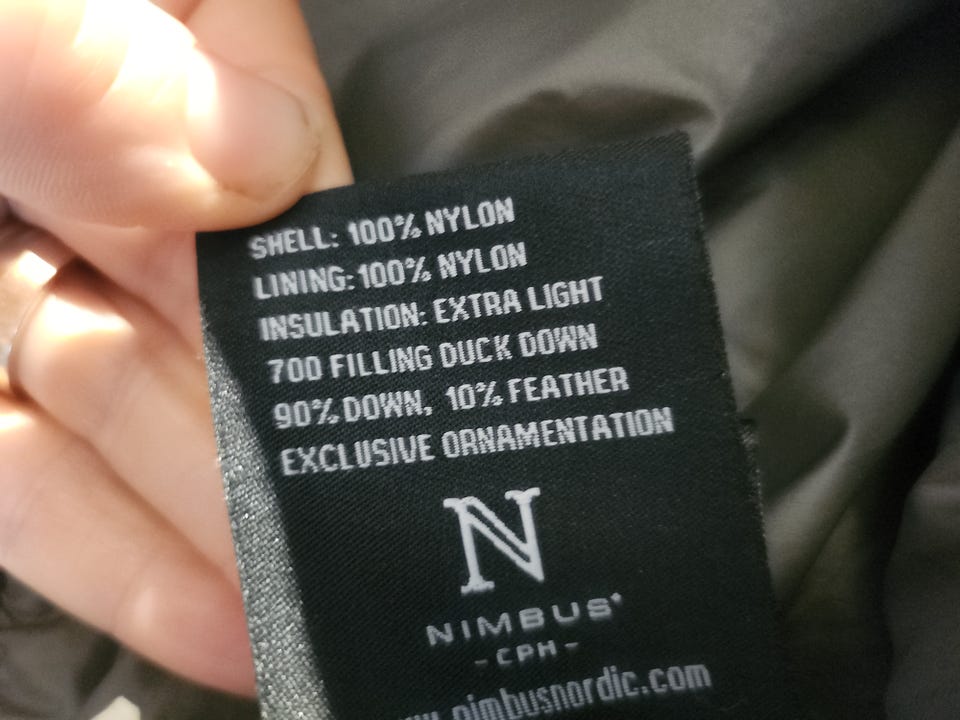 SHELL: 100% NYLON
LINING: 100% NYLON
INSULATION: EXTRA LIGHT
700 FILLING DUCK DOWN
90% DOWN, 10% FEATHER
EXCLUSIVE ORNAMENTATION
N
NIMBUS
- CPH -
www.nimbusnordic.com